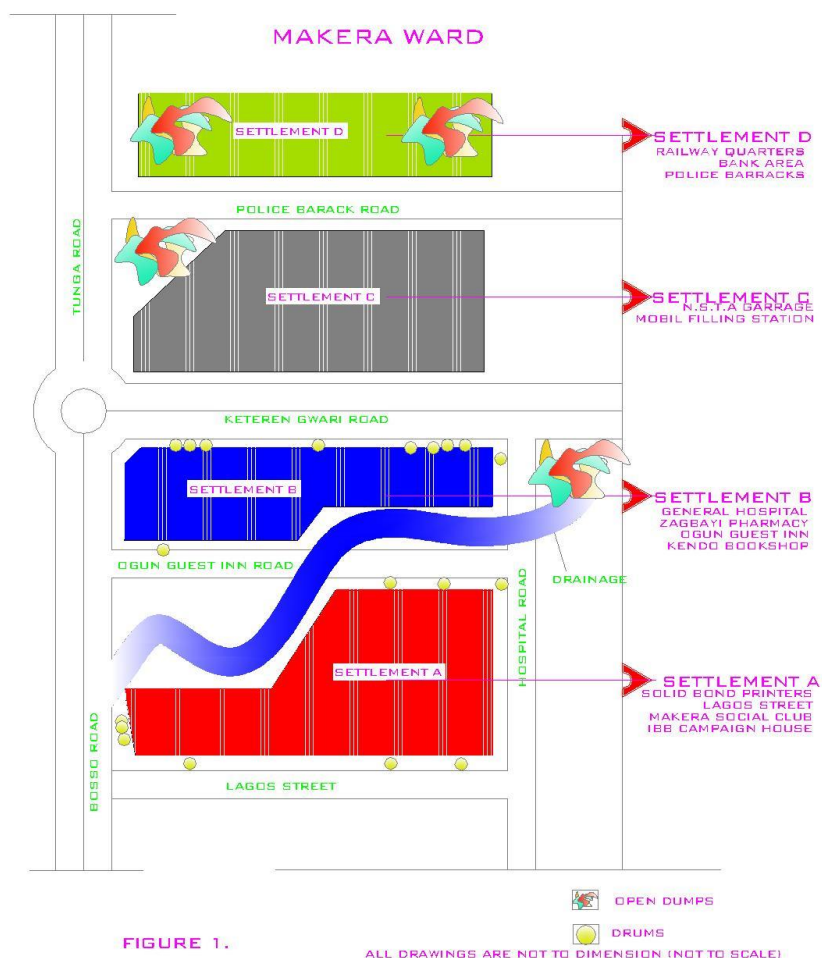 MAKERA WARD
SETTLEMENT D
SETTLEMENT D
RAILWAY QUARTERS
BANK AREA
POLICE BARRACKS
POLICE BARACK ROAD
TUNGA ROAD
SETTLEMENT C
SETTLEMENT C
N.S.T.A GARRAGE
MOBIL FILLING STATION
KETEREN GWARI ROAD
SETTLEMENT B
SETTLEMENT B
GENERAL HOSPITAL
ZAGBAYI PHARMACY
OGUN GUEST INN
KENDO BOOKSHOP
OGUN GUEST INN ROAD
DRAINAGE
HOSPITAL ROAD
SETTLEMENT A
SETTLEMENT A
SOLID BOND PRINTERS
LAGOS STREET
MAKERA SOCIAL CLUB
IBB CAMPAIGN HOUSE
BOSSO ROAD
LAGOS STREET
OPEN DUMPS
DRUMS
FIGURE 1.
ALL DRAWINGS ARE NOT TO DIMENSION (NOT TO SCALE)